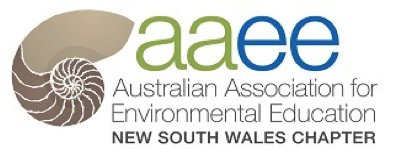 aaee
Australian Association for
Environmental Education
NEW SOUTH WALES CHAPTER